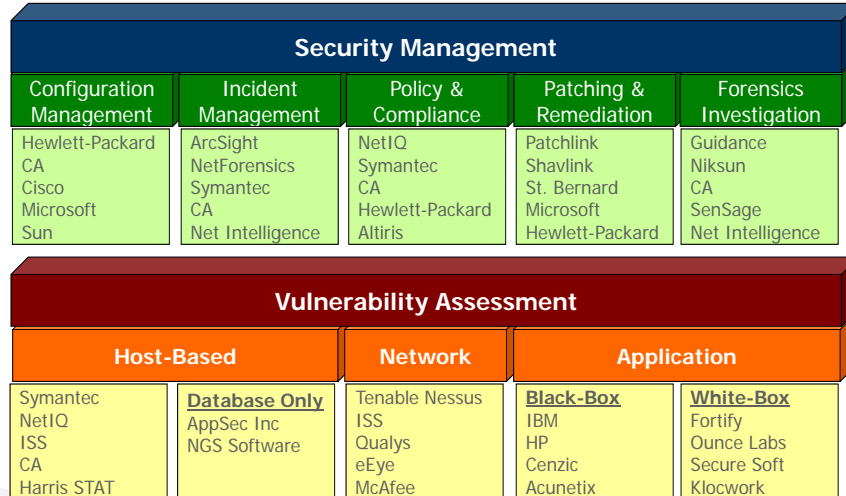 Security Management
Configuration
Management
Hewlett-Packard
CA
Cisco
Microsoft
Sun
Incident
Management
ArcSight
NetForensics
Symantec
CA
Net Intelligence
Policy &
Compliance
NetIQ
Symantec
CA
Hewlett-Packard
Altiris
Patching &
Remediation
Patchlink
Shavlink
St. Bernard
Microsoft
Hewlett-Packard
Forensics
Investigation
Guidance
Niksun
CA
SenSage
Net Intelligence
Vulnerability Assessment
Host-Based
Symantec
NetIQ
ISS
CA
Harris STAT
Database Only
AppSec Inc
NGS Software
Network
Tenable Nessus
ISS
Qualys
eEye
McAfee
Application
Black-Box
IBM
HP
Cenzic
Acunetix
White-Box
Fortify
Ounce Labs
Secure Soft
Klocwork